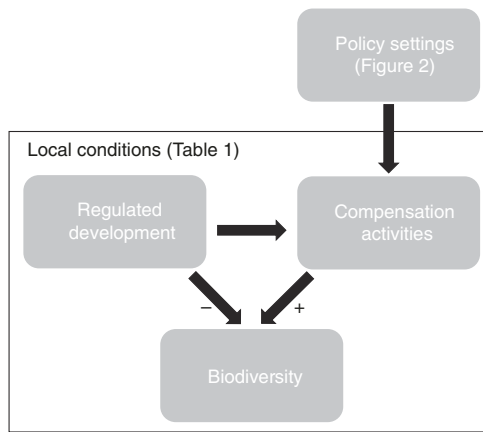 Policy settings
(Figure 2)
Local conditions (Table 1)
Regulated
development
Compensation
activities
–
+
Biodiversity